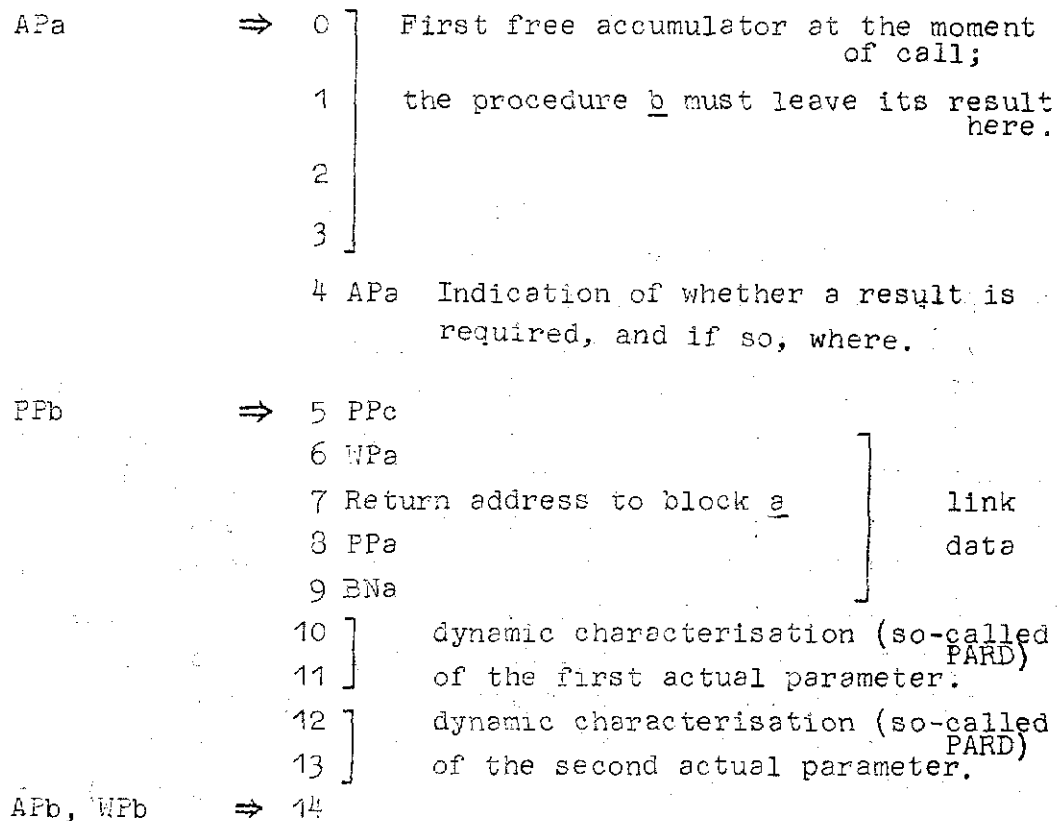 APa ⇒ 0 First free accumulator at the moment
of call;
1 the procedure b must leave its result
here.
2
3
4 APa Indication of whether a result is
required, and if so, where.
PPb ⇒ 5 PPc
6 WPa
7 Return address to block a link
8 PPa data
9 BNa
10 dynamic characterisation (so-called
PARD)
11 of the first actual parameter.
12 dynamic characterisation (so-called
PARD)
13 of the second actual parameter.
APb, WPb ⇒ 14